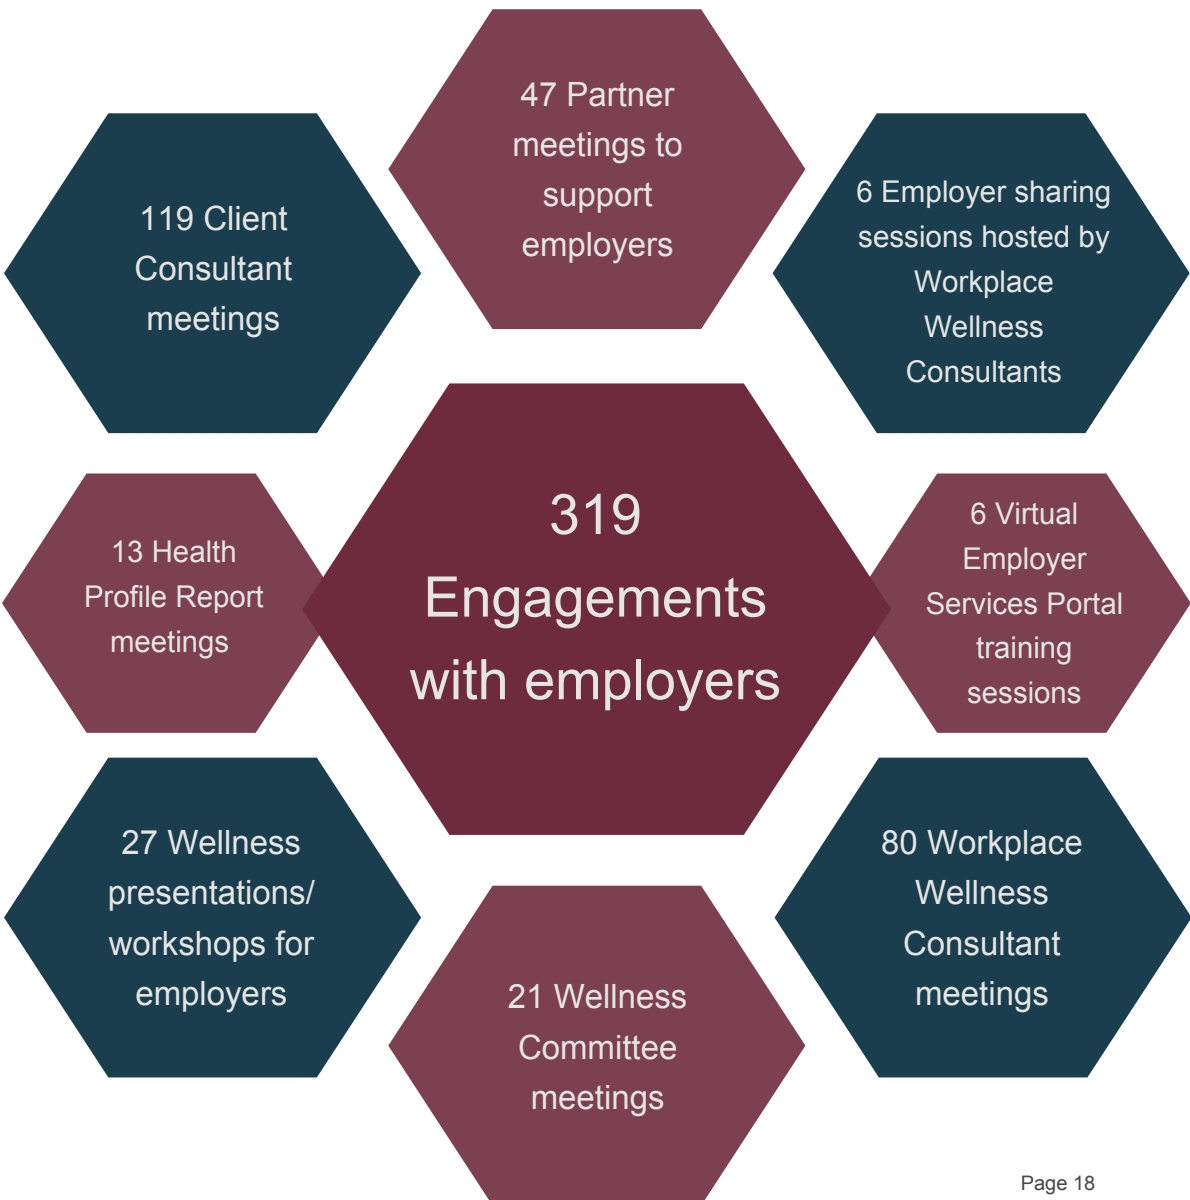 47 Partner
meetings to
support
employers
119 Client
Consultant
meetings
6 Employer sharing
sessions hosted by
Workplace
Wellness
Consultants
13 Health
Profile Report
meetings
319
Engagements
with employers
6 Virtual
Employer
Services Portal
training
sessions
27 Wellness
presentations/
workshops for
employers
21 Wellness
Committee
meetings
80 Workplace
Wellness
Consultant
meetings
Page 18